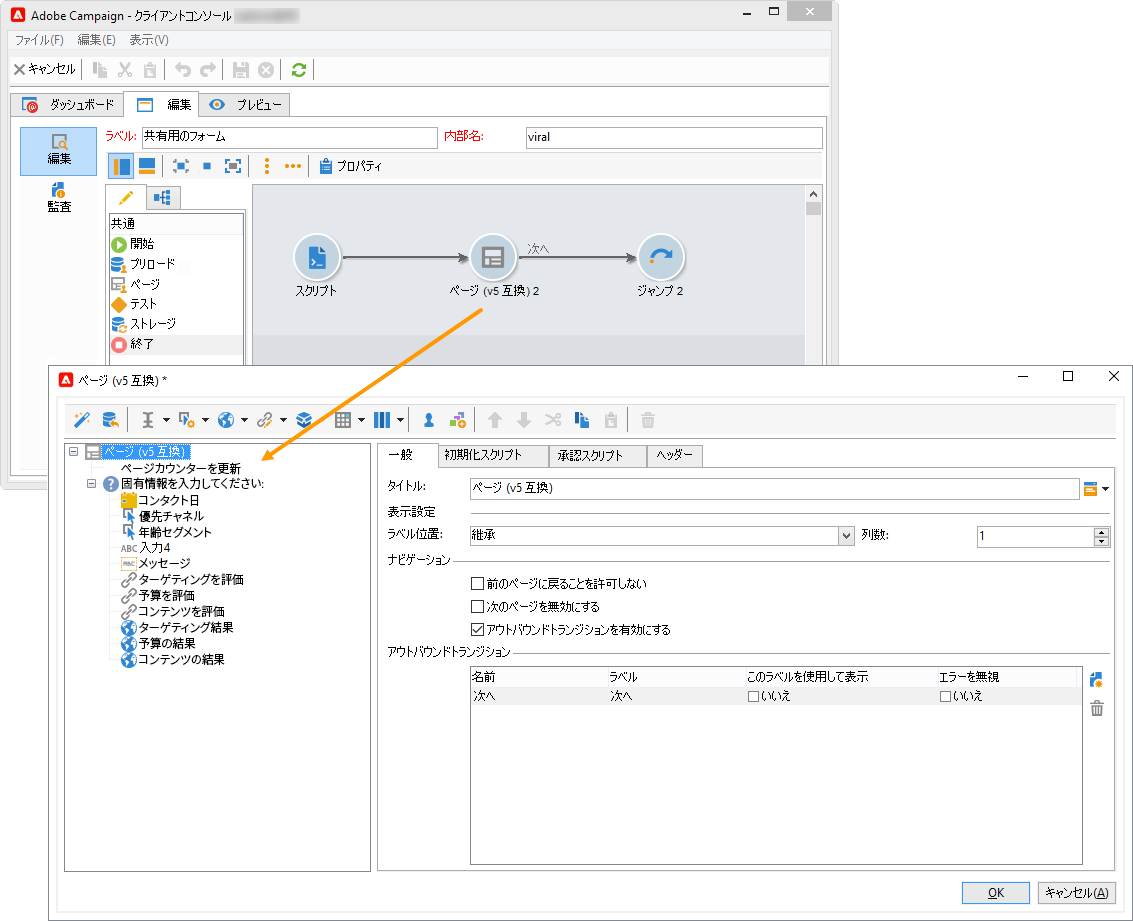 Adobe Campaign - クライアントコンソール
ファイル(F) 編集(E) 表示(V)
キャンセル
ダッシュボード 編集 プレビュー
編集
監査
ラベル: 共有用のフォーム 内部名: viral
プロパティ
共通
開始
プリロード
ページ
テスト
ストレージ
終了
スクリプト
ページ (v5 互換) 2
次へ
ジャンプ 2
ページ (v5 互換) *
ページ (v5 互換)
ページカウンターを更新
固有情報を入力してください:
コンタクト日
優先チャネル
年齢セグメント
ABC 入力4
メッセージ
ターゲティングを評価
予算を評価
コンテンツを評価
ターゲティング結果
予算の結果
コンテンツの結果
一般 初期化スクリプト 承認スクリプト ヘッダー
タイトル: ページ (v5 互換)
表示設定
ラベル位置: 継承 列数: 1
ナビゲーション
前のページに戻ることを許可しない
次のページを無効にする
アウトバウンドトランジションを有効にする
アウトバウンドトランジション
名前 ラベル このラベルを使用して表示 エラーを無視
次へ 次へ いいえ いいえ
OK キャンセル(A)